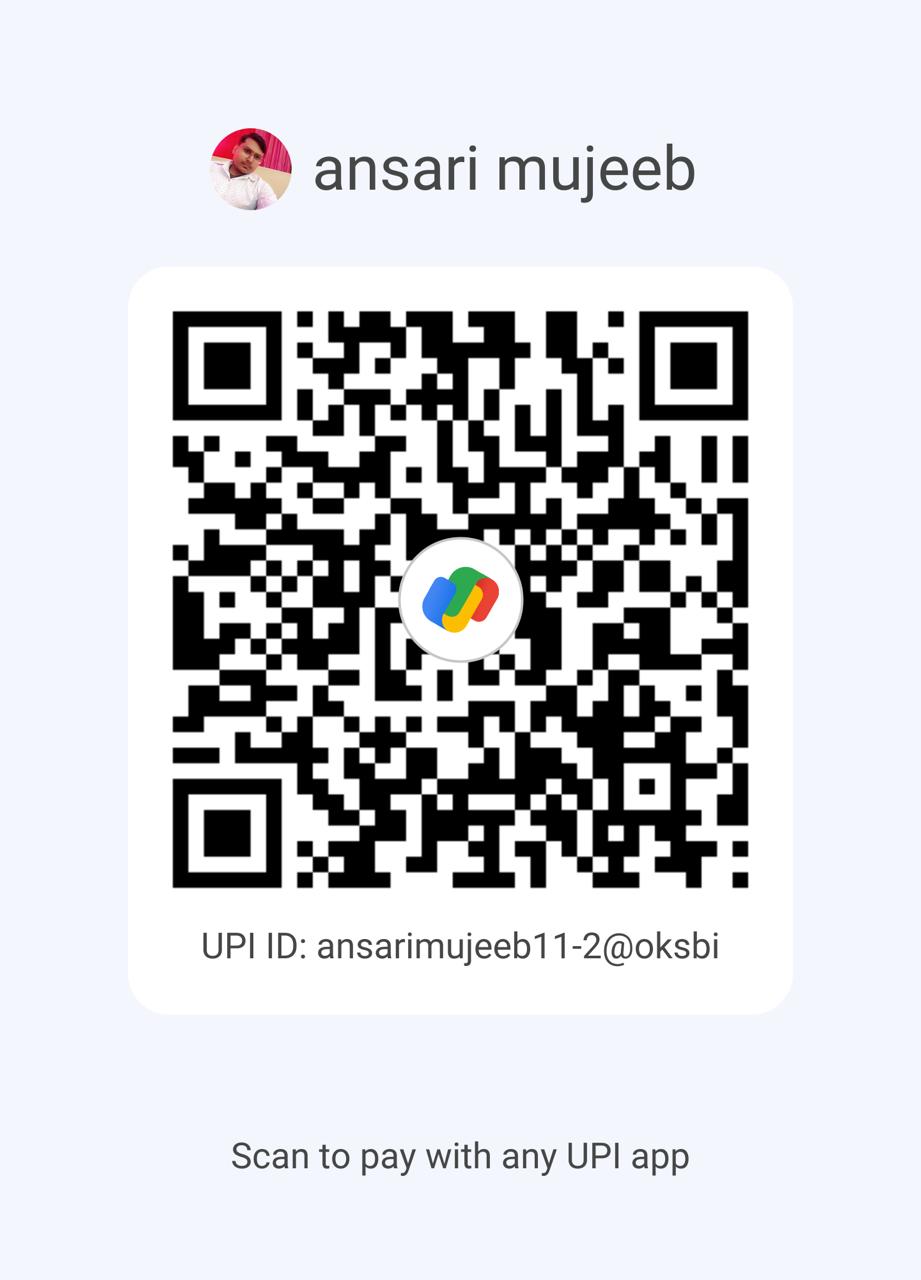 ansari mujeeb
UPI ID: ansarimujeeb11-2@oksbi
Scan to pay with any UPI app